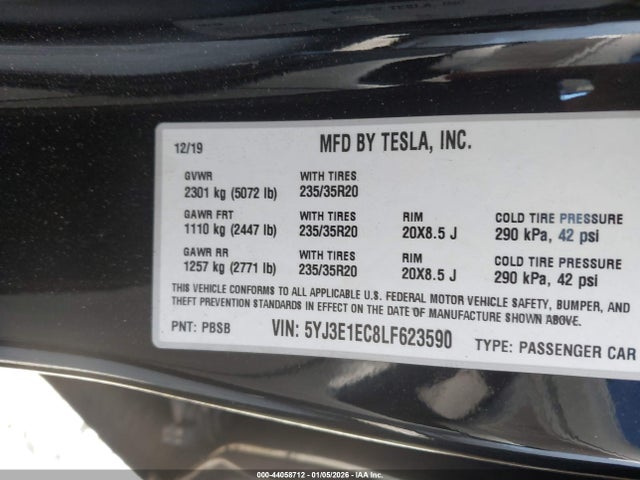 12/19 MFD BY TESLA, INC.
GVWR WITH TIRES
2301 kg (5072 lb) 235/35R20
GAWR FRT WITH TIRES RIM COLD TIRE PRESSURE
1110 kg (2447 lb) 235/35R20 20X8.5 J 290 kPa, 42 psi
GAWR RR WITH TIRES RIM COLD TIRE PRESSURE
1257 kg (2771 lb) 235/35R20 20X8.5 J 290 kPa, 42 psi
THIS VEHICLE CONFORMS TO ALL APPLICABLE U.S. FEDERAL MOTOR VEHICLE SAFETY, BUMPER, AND
THEFT PREVENTION STANDARDS IN EFFECT ON THE DATE OF MANUFACTURE SHOWN ABOVE.
PNT: PBSB VIN: 5YJ3E1EC8LF623590 TYPE: PASSENGER CAR
000-44058712 - 01/05/2026 - IAAI.CA